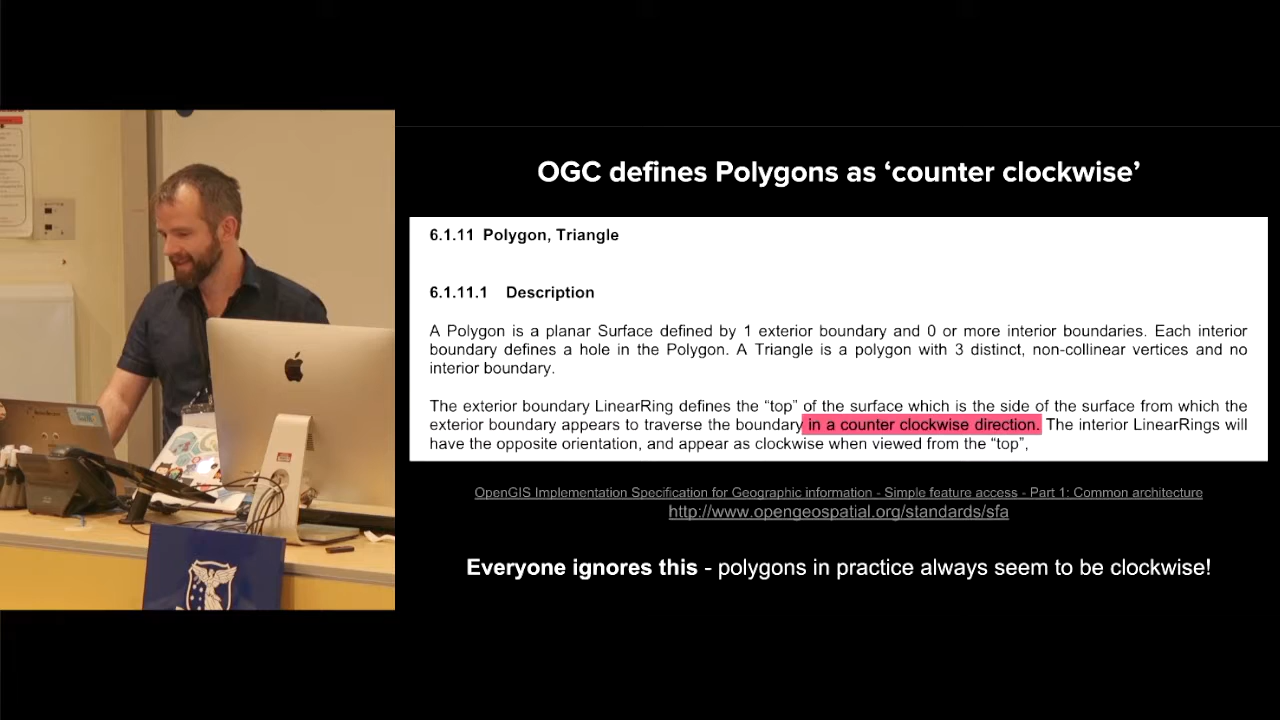 OGC defines Polygons as ‘counter clockwise’
6.1.11 Polygon, Triangle
6.1.11.1 Description
A Polygon is a planar Surface defined by 1 exterior boundary and 0 or more interior boundaries. Each interior
boundary defines a hole in the Polygon. A Triangle is a polygon with 3 distinct, non-collinear vertices and no
interior boundary.
The exterior boundary LinearRing defines the “top” of the surface which is the side of the surface from which the
exterior boundary appears to traverse the boundary in a counter clockwise direction. The interior LinearRings will
have the opposite orientation, and appear as clockwise when viewed from the “top”,
OpenGIS Implementation Specification for Geographic information - Simple feature access - Part 1: Common architecture
http://www.opengeospatial.org/standards/sfa
Everyone ignores this - polygons in practice always seem to be clockwise!